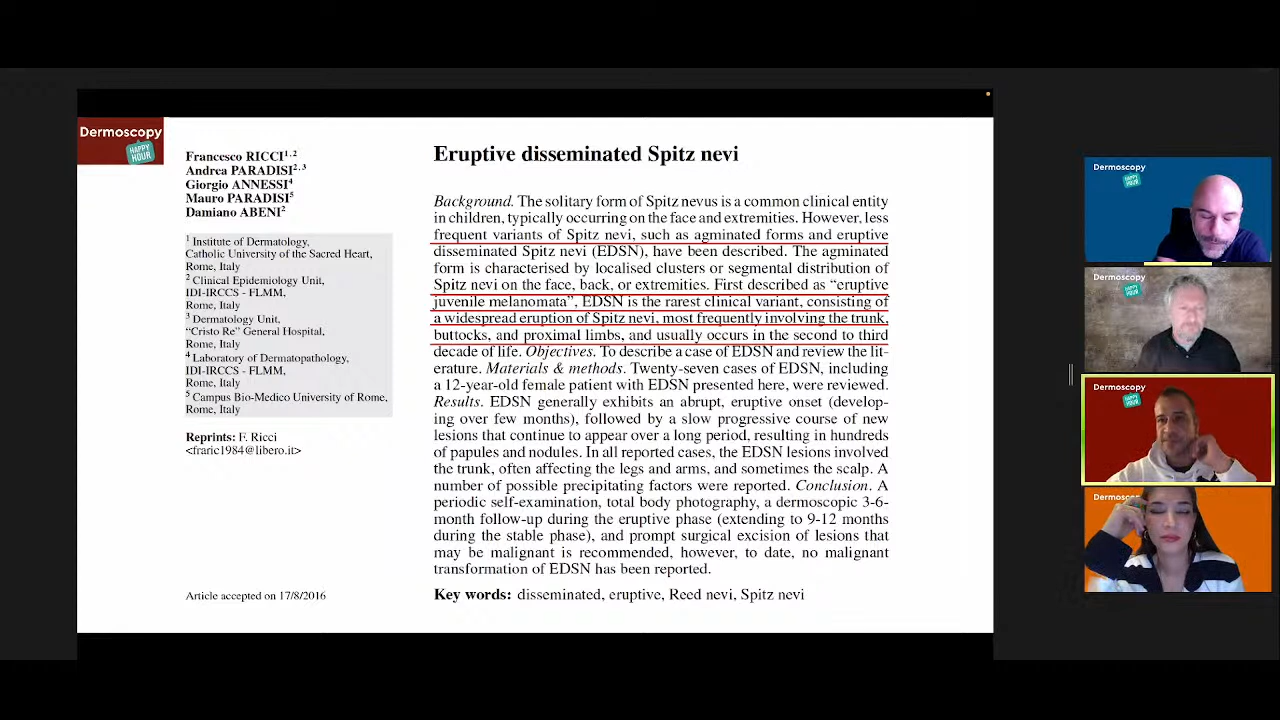 Dermoscopy
HAPPY
HOUR
Francesco RICCI1,2
Andrea PARADISI2,3
Giorgio ANNESSI4
Mauro PARADISI5
Damiano ABENI2
1 Institute of Dermatology,
Catholic University of the Sacred Heart,
Rome, Italy
2 Clinical Epidemiology Unit,
IDI-IRCCS - FLMM,
Rome, Italy
3 Dermatology Unit,
“Cristo Re” General Hospital,
Rome, Italy
4 Laboratory of Dermatopathology,
IDI-IRCCS - FLMM,
Rome, Italy
5 Campus Bio-Medico University of Rome,
Rome, Italy
Reprints: F. Ricci
<fraric1984@libero.it>
Article accepted on 17/8/2016
Eruptive disseminated Spitz nevi
Background. The solitary form of Spitz nevus is a common clinical entity
in children, typically occurring on the face and extremities. However, less
frequent variants of Spitz nevi, such as agminated forms and eruptive
disseminated Spitz nevi (EDSN), have been described. The agminated
form is characterised by localised clusters or segmental distribution of
Spitz nevi on the face, back, or extremities. First described as “eruptive
juvenile melanomata”, EDSN is the rarest clinical variant, consisting of
a widespread eruption of Spitz nevi, most frequently involving the trunk,
buttocks, and proximal limbs, and usually occurs in the second to third
decade of life. Objectives. To describe a case of EDSN and review the lit-
erature. Materials & methods. Twenty-seven cases of EDSN, including
a 12-year-old female patient with EDSN presented here, were reviewed.
Results. EDSN generally exhibits an abrupt, eruptive onset (develop-
ing over few months), followed by a slow progressive course of new
lesions that continue to appear over a long period, resulting in hundreds
of papules and nodules. In all reported cases, the EDSN lesions involved
the trunk, often affecting the legs and arms, and sometimes the scalp. A
number of possible precipitating factors were reported. Conclusion. A
periodic self-examination, total body photography, a dermoscopic 3-6-
month follow-up during the eruptive phase (extending to 9-12 months
during the stable phase), and prompt surgical excision of lesions that
may be malignant is recommended, however, to date, no malignant
transformation of EDSN has been reported.
Key words: disseminated, eruptive, Reed nevi, Spitz nevi
Dermoscopy
HAPPY
HOUR
Dermoscopy
HAPPY
HOUR
Dermoscopy
HAPPY
HOUR
Dermosc